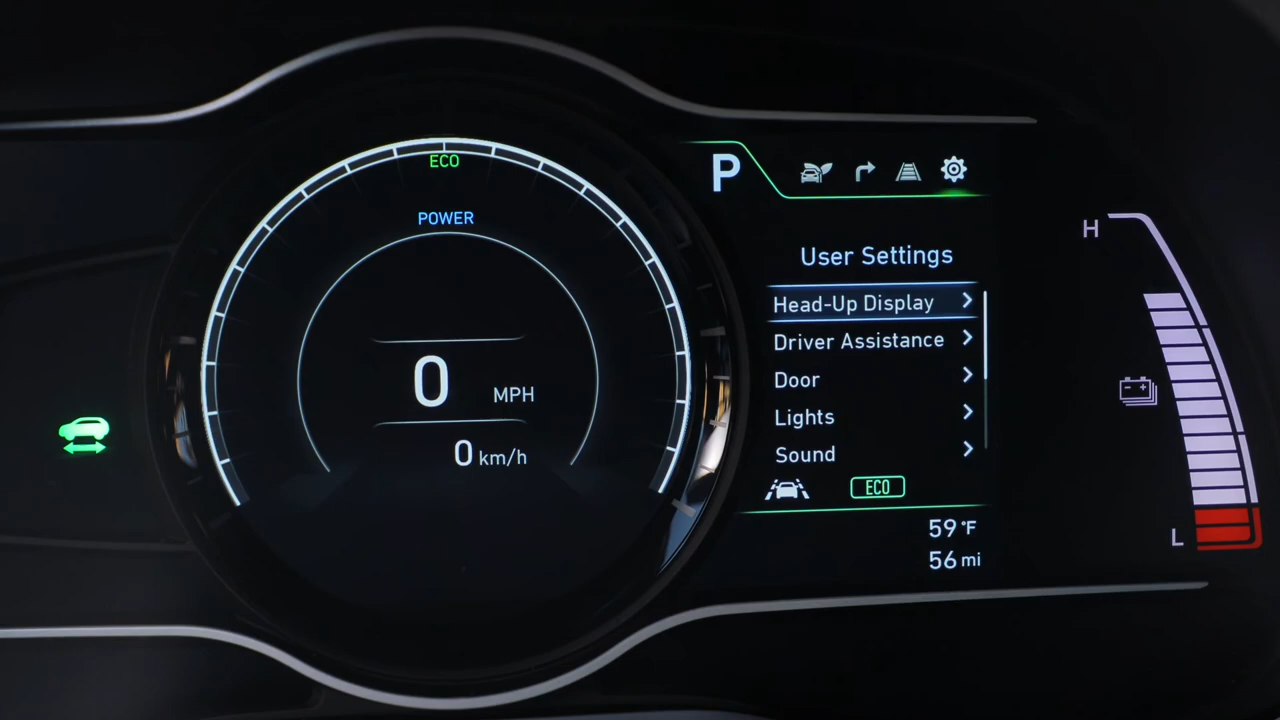 ECO
POWER
0 MPH
0 km/h
P
User Settings
Head-Up Display
Driver Assistance
Door
Lights
Sound
ECO
59 °F
56 mi
H
L